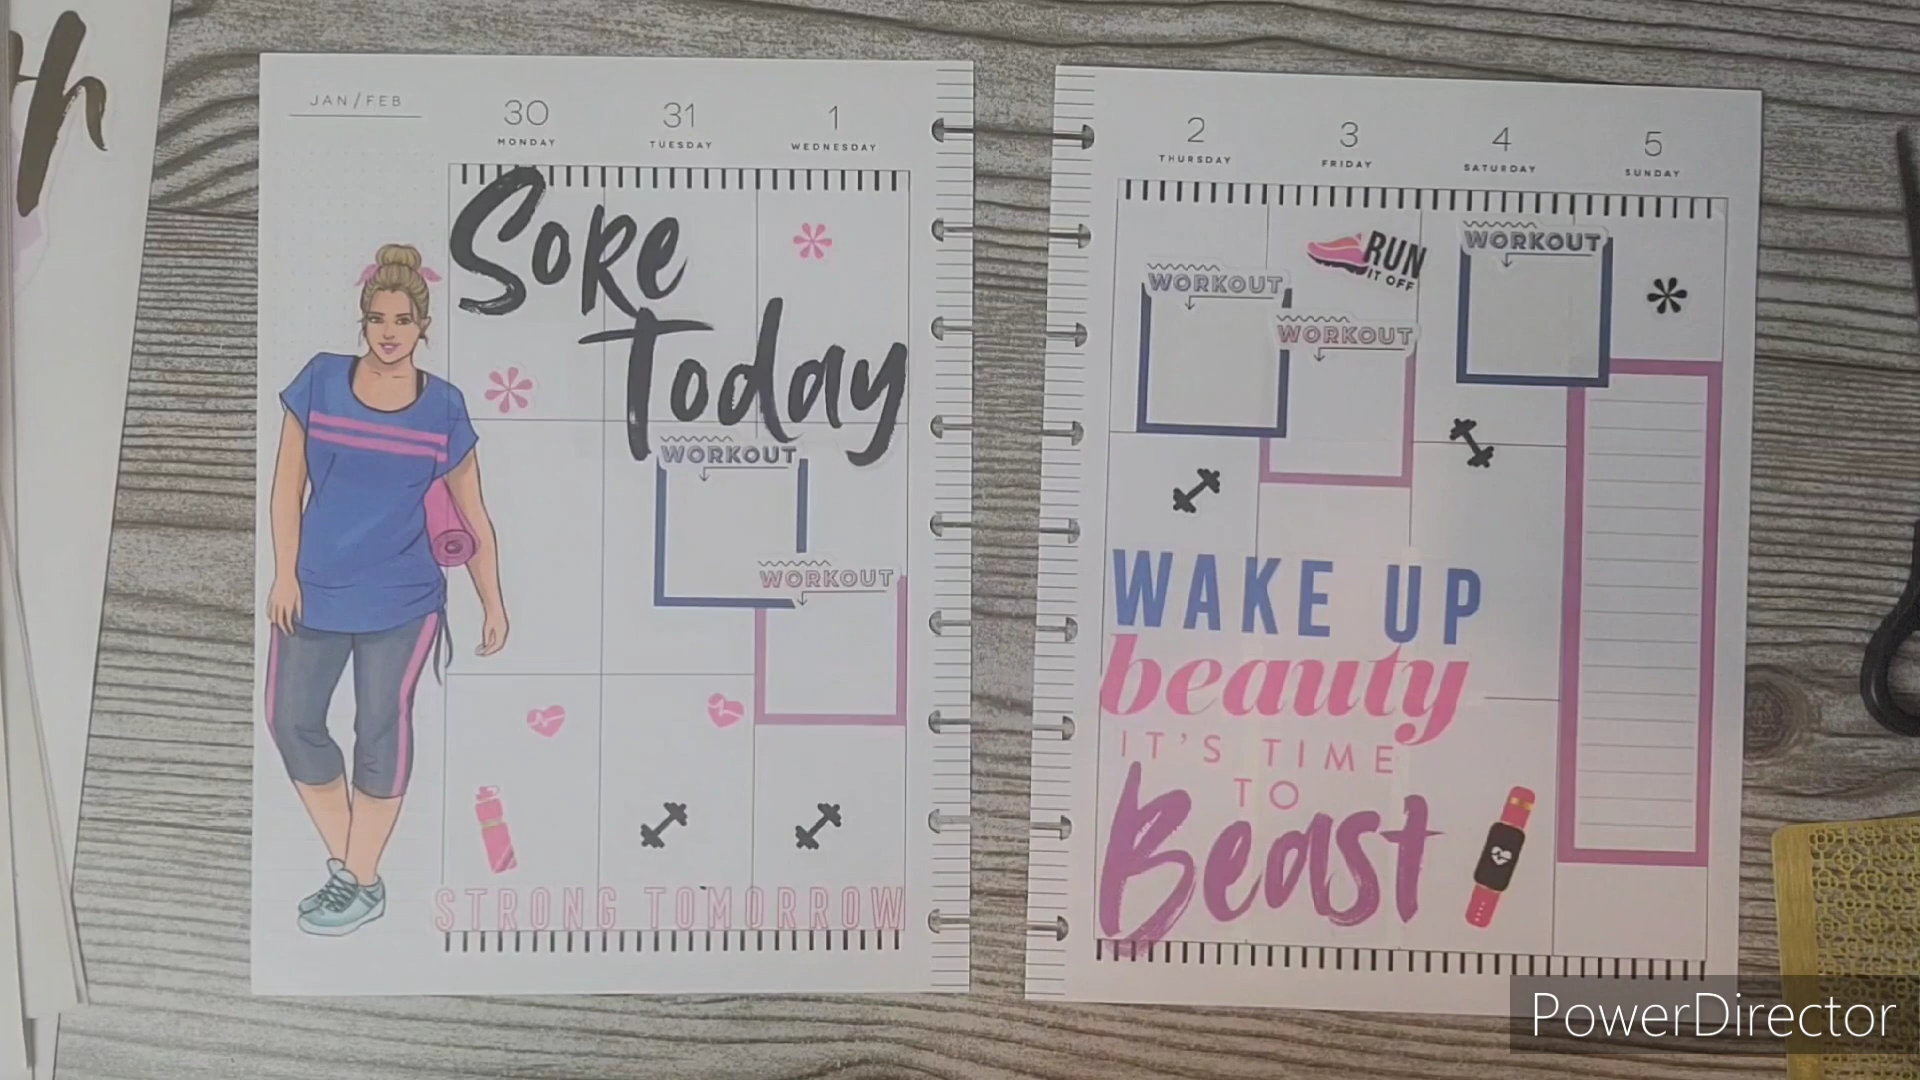 JAN/FEB
30
MONDAY
31
TUESDAY
1
WEDNESDAY
SORE
TODAY
WORKOUT
WORKOUT
STRONG TOMORROW
2
THURSDAY
3
FRIDAY
4
SATURDAY
5
SUNDAY
WORKOUT
RUN
IT OFF
WORKOUT
WORKOUT
WAKE UP
beauty
IT'S TIME
TO
Beast
PowerDirector